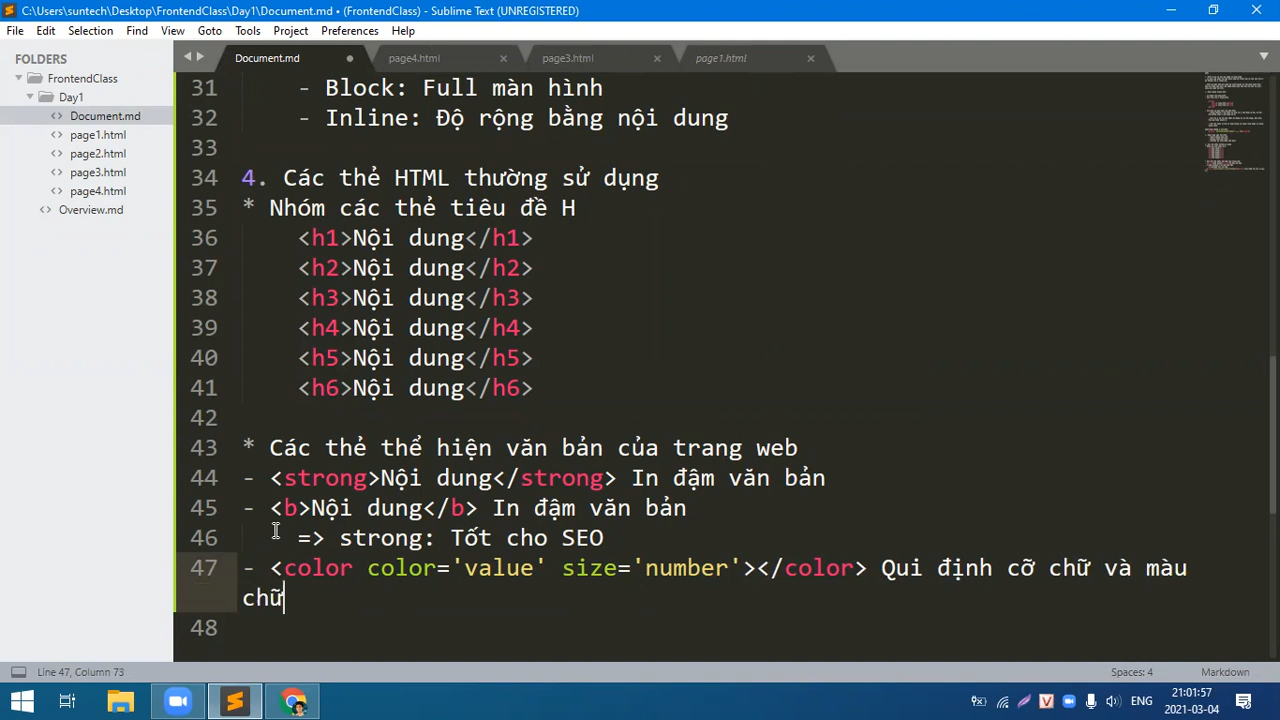 C:\Users\suntech\Desktop\FrontendClass\Day1\Document.md • (FrontendClass) - Sublime Text (UNREGISTERED)
File Edit Selection Find View Goto Tools Project Preferences Help
FOLDERS
FrontendClass
Day1
Document.md
page1.html
page2.html
page3.html
page4.html
Overview.md
Document.md page4.html page3.html page1.html
31 - Block: Full màn hình
32 - Inline: Độ rộng bằng nội dung
33
34 4. Các thẻ HTML thường sử dụng
35 * Nhóm các thẻ tiêu đề H
36 <h1>Nội dung</h1>
37 <h2>Nội dung</h2>
38 <h3>Nội dung</h3>
39 <h4>Nội dung</h4>
40 <h5>Nội dung</h5>
41 <h6>Nội dung</h6>
42
43 * Các thẻ thể hiện văn bản của trang web
44 - <strong>Nội dung</strong> In đậm văn bản
45 - <b>Nội dung</b> In đậm văn bản
46 => strong: Tốt cho SEO
47 - <color color='value' size='number'></color> Qui định cỡ chữ và màu
chữ
48
Line 47, Column 73 Spaces: 4 Markdown
ENG 21:01:57
2021-03-04